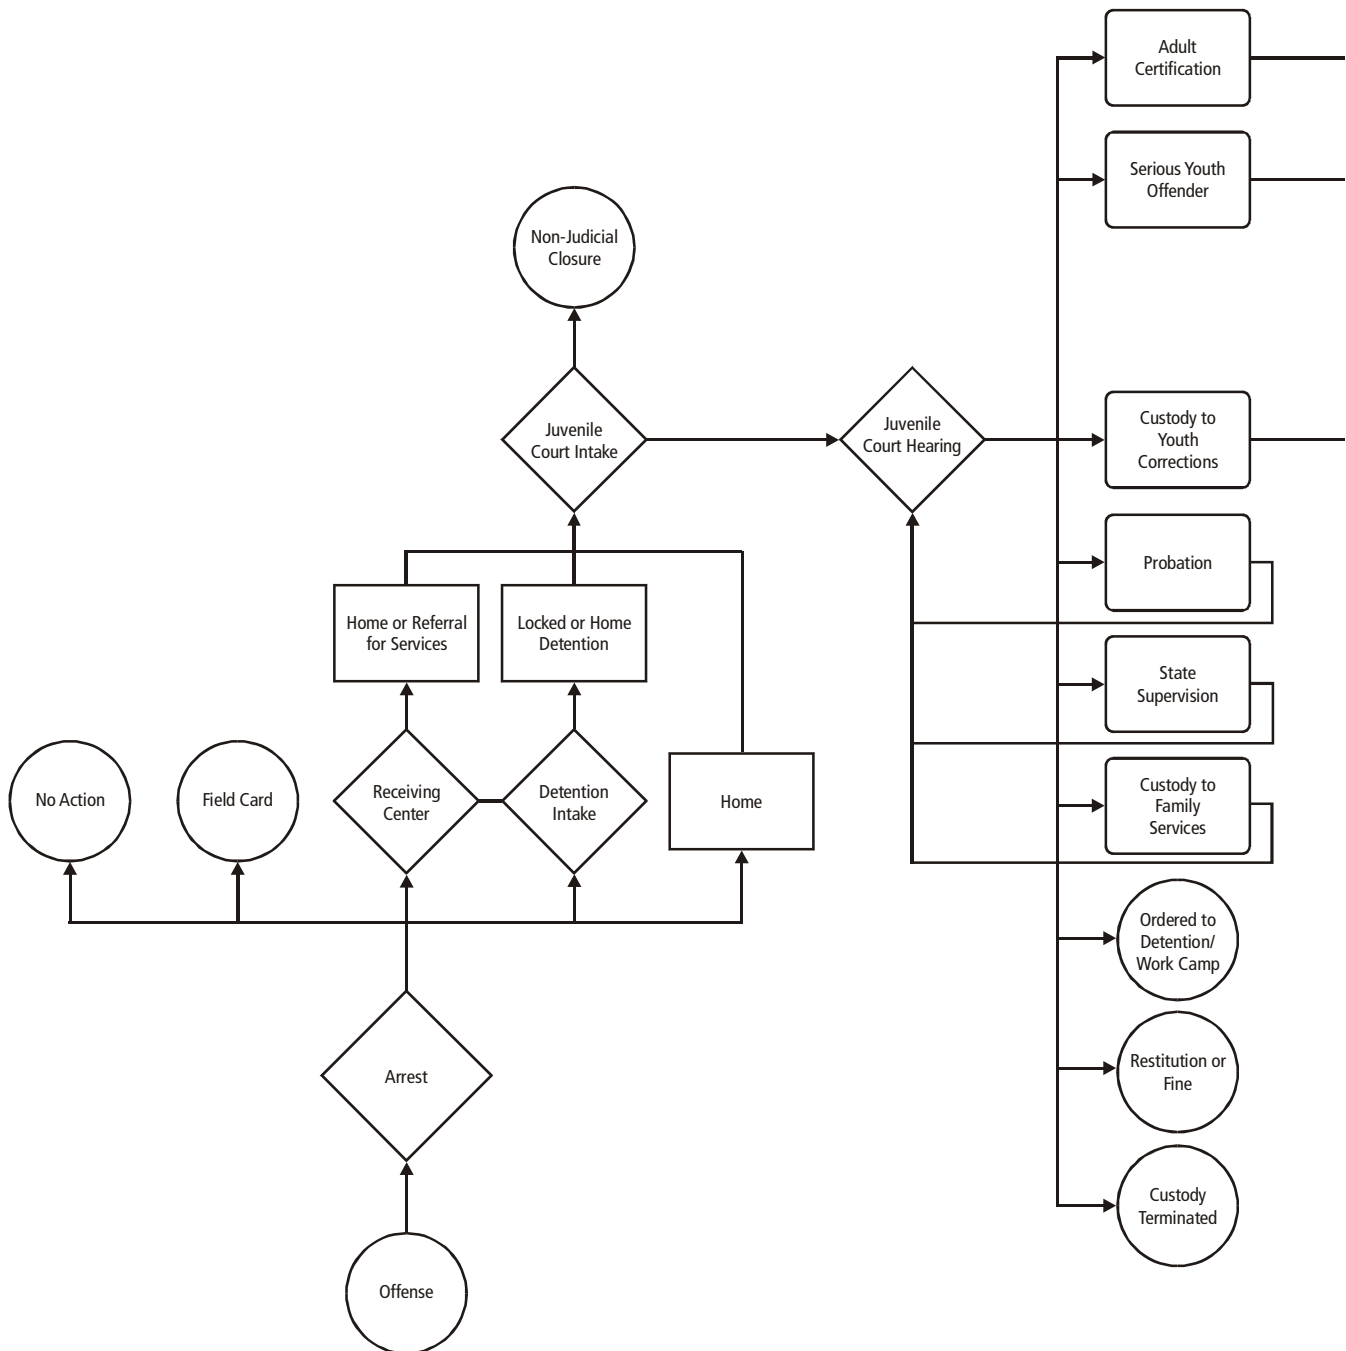 Adult
Certification
Serious Youth
Offender
Non-Judicial
Closure
Juvenile
Court Intake
Juvenile
Court Hearing
Custody to
Youth
Corrections
Probation
Home or Referral
for Services
Locked or Home
Detention
State
Supervision
No Action
Field Card
Receiving
Center
Detention
Intake
Home
Custody to
Family
Services
Ordered to
Detention/
Work Camp
Arrest
Restitution or
Fine
Custody
Terminated
Offense